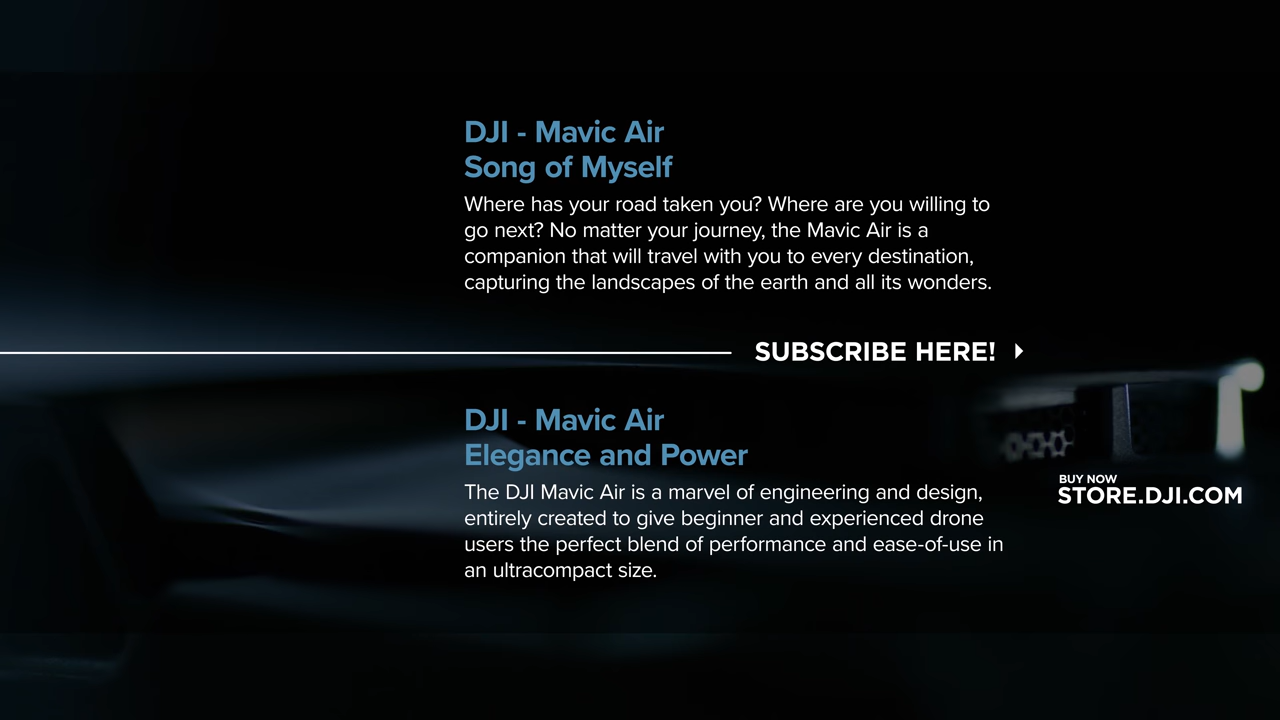 DJI - Mavic Air
Song of Myself
Where has your road taken you? Where are you willing to
go next? No matter your journey, the Mavic Air is a
companion that will travel with you to every destination,
capturing the landscapes of the earth and all its wonders.
SUBSCRIBE HERE!
DJI - Mavic Air
Elegance and Power
The DJI Mavic Air is a marvel of engineering and design,
entirely created to give beginner and experienced drone
users the perfect blend of performance and ease-of-use in
an ultracompact size.
BUY NOW
STORE.DJI.COM